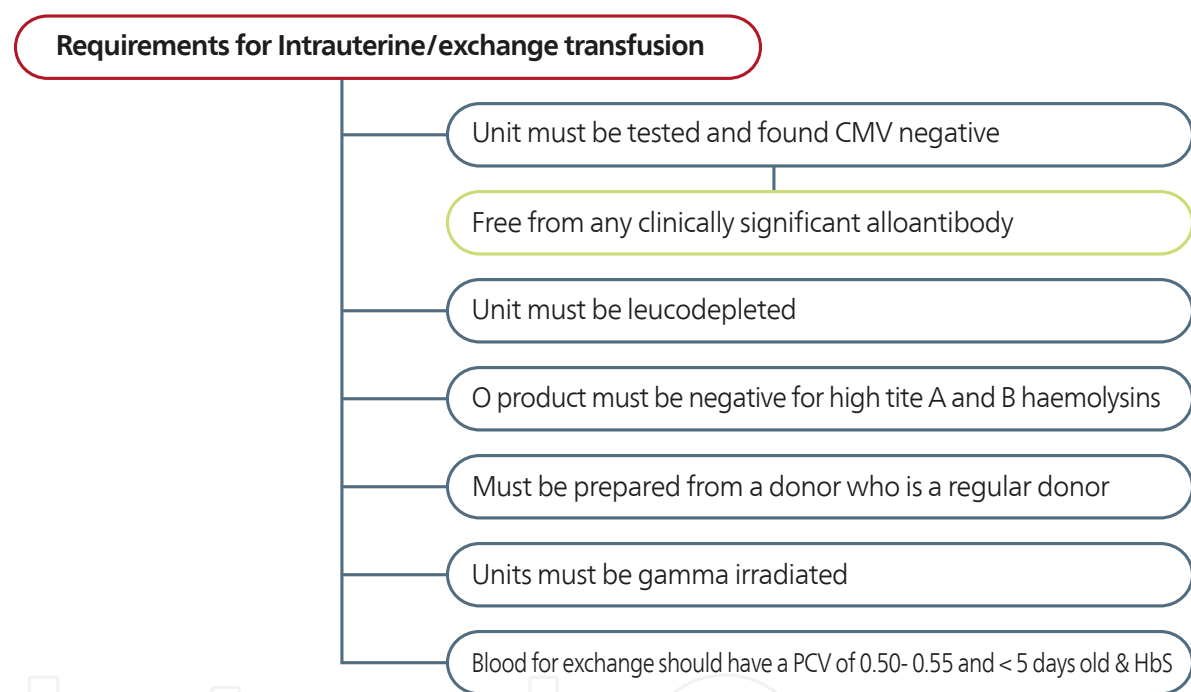 Requirements for Intrauterine/exchange transfusion
Unit must be tested and found CMV negative
Free from any clinically significant alloantibody
Unit must be leucodepleted
O product must be negative for high tite A and B haemolysins
Must be prepared from a donor who is a regular donor
Units must be gamma irradiated
Blood for exchange should have a PCV of 0.50- 0.55 and < 5 days old & HbS